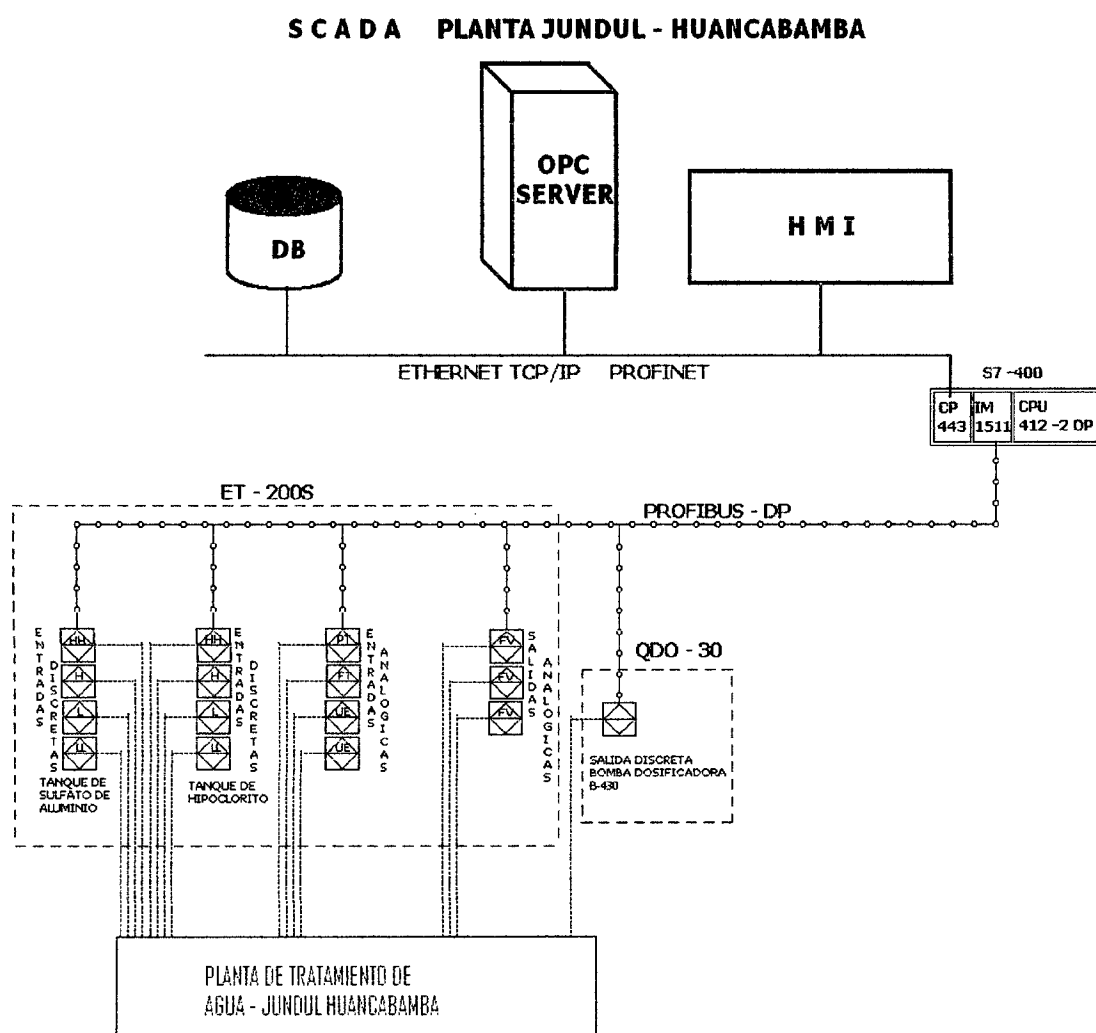 S C A D A PLANTA JUNDUL - HUANCABAMBA
DB
OPC
SERVER
H M I
ETHERNET TCP/IP PROFINET
S7 -400
CP
443
IM
1511
CPU
412 -2 DP
ET - 200S
PROFIBUS - DP
ENTRADAS
DISCRETAS
HH
H
L
LL
TANQUE DE
SULFATO DE
ALUMINIO
HH
H
L
LL
ENTRADAS
DISCRETAS
TANQUE DE
HIPOCLORITO
PT
FT
UE
UE
ENTRADAS
ANALOGICAS
FV
FV
FV
SALIDAS
ANALOGICAS
QDO - 30
SALIDA DISCRETA
BOMBA DOSIFICADORA
B-430
PLANTA DE TRATAMIENTO DE
AGUA - JUNDUL HUANCABAMBA